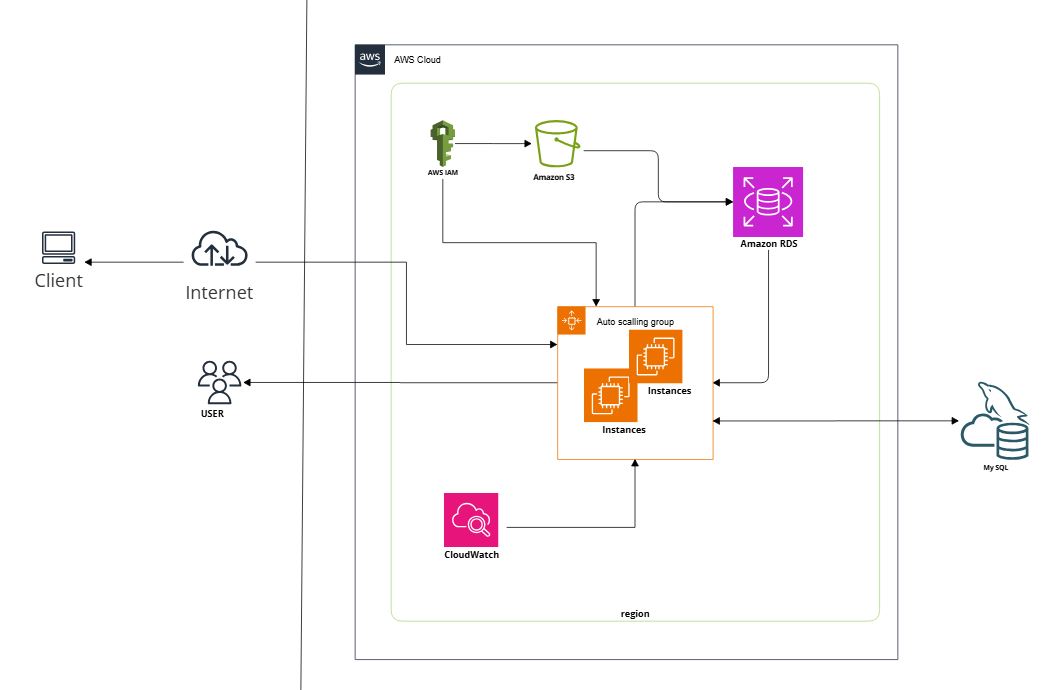 aws
AWS Cloud
AWS IAM
Amazon S3
Amazon RDS
Client
Internet
Auto scalling group
Instances
Instances
USER
My SQL
CloudWatch
region